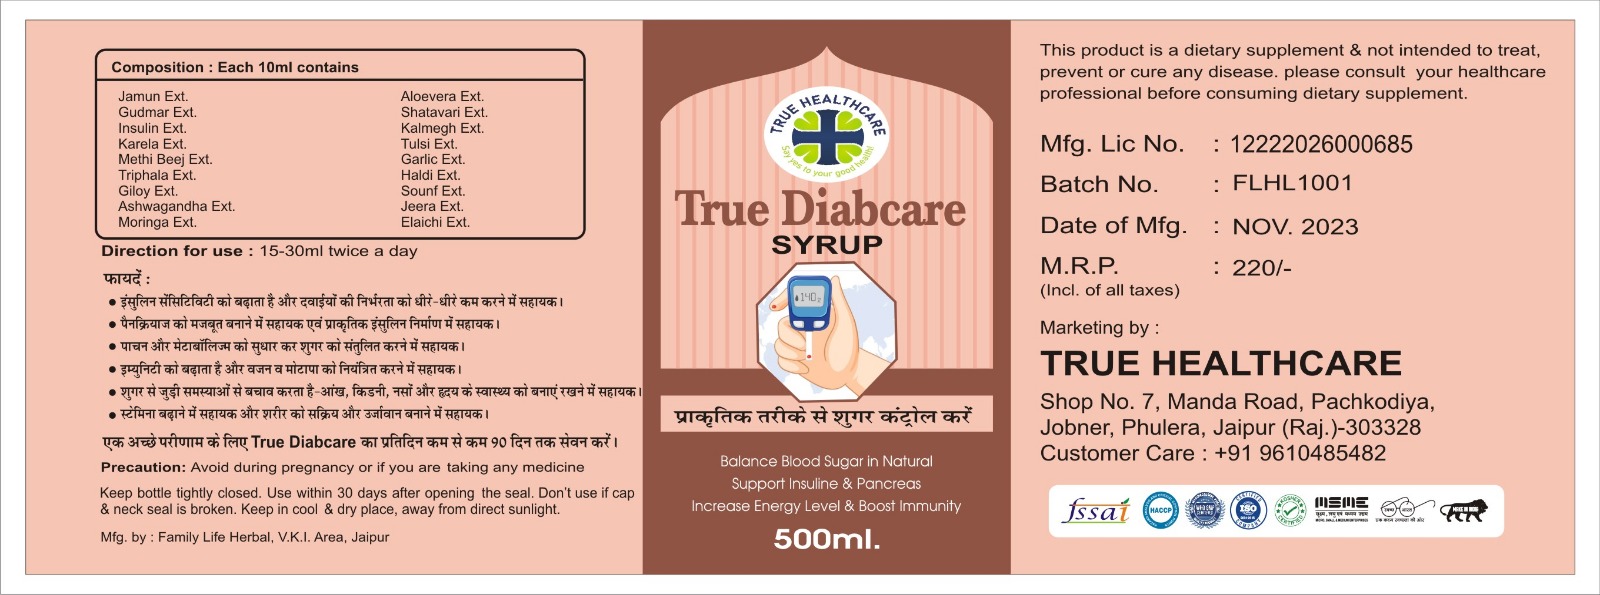 Composition : Each 10ml contains
Jamun Ext.
Gudmar Ext.
Insulin Ext.
Karela Ext.
Methi Beej Ext.
Triphala Ext.
Giloy Ext.
Ashwagandha Ext.
Moringa Ext.
Aloevera Ext.
Shatavari Ext.
Kalmegh Ext.
Tulsi Ext.
Garlic Ext.
Haldi Ext.
Sounf Ext.
Jeera Ext.
Elaichi Ext.
Direction for use : 15-30ml twice a day
फायदें :
• इंसुलिन सेंसिटिविटी को बढ़ाता है और दवाईयों की निर्भरता को धीरे-धीरे कम करने में सहायक।
• पैनक्रियाज को मजबूत बनाने में सहायक एवं प्राकृतिक इंसुलिन निर्माण में सहायक।
• पाचन और मेटाबॉलिज्म को सुधार कर शुगर को संतुलित करने में सहायक।
• इम्युनिटी को बढ़ाता है और वजन व मोटापा को नियंत्रित करने में सहायक।
• शुगर से जुड़ी समस्याओं से बचाव करता है-आंख, किडनी, नसों और हृदय के स्वास्थ्य को बनाएं रखने में सहायक।
• स्टेमिना बढ़ाने में सहायक और शरीर को सक्रिय और उर्जावान बनाने में सहायक।
एक अच्छे परीणाम के लिए True Diabcare का प्रतिदिन कम से कम 90 दिन तक सेवन करें।
Precaution: Avoid during pregnancy or if you are taking any medicine
Keep bottle tightly closed. Use within 30 days after opening the seal. Don't use if cap
& neck seal is broken. Keep in cool & dry place, away from direct sunlight.
Mfg. by : Family Life Herbal, V.K.I. Area, Jaipur
TRUE HEALTHCARE
Say yes to your good health!
True Diabcare
SYRUP
140
प्राकृतिक तरीके से शुगर कंट्रोल करें
Balance Blood Sugar in Natural
Support Insuline & Pancreas
Increase Energy Level & Boost Immunity
500ml.
This product is a dietary supplement & not intended to treat,
prevent or cure any disease. please consult your healthcare
professional before consuming dietary supplement.
Mfg. Lic No. : 12222026000685
Batch No. : FLHL1001
Date of Mfg. : NOV. 2023
M.R.P. : 220/-
(Incl. of all taxes)
Marketing by :
TRUE HEALTHCARE
Shop No. 7, Manda Road, Pachkodiya,
Jobner, Phulera, Jaipur (Raj.)-303328
Customer Care : +91 9610485482
fssai
HACCP
ISO
MSME
MAKE IN INDIA